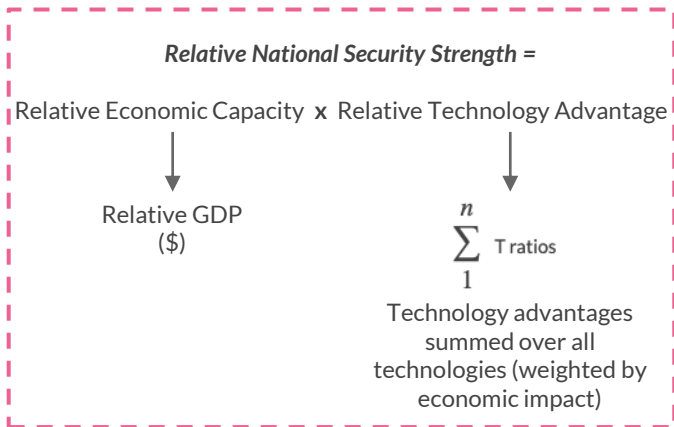 Relative National Security Strength =
Relative Economic Capacity x Relative Technology Advantage
Relative GDP
($)
n
∑ T ratios
1
Technology advantages
summed over all
technologies (weighted by
economic impact)